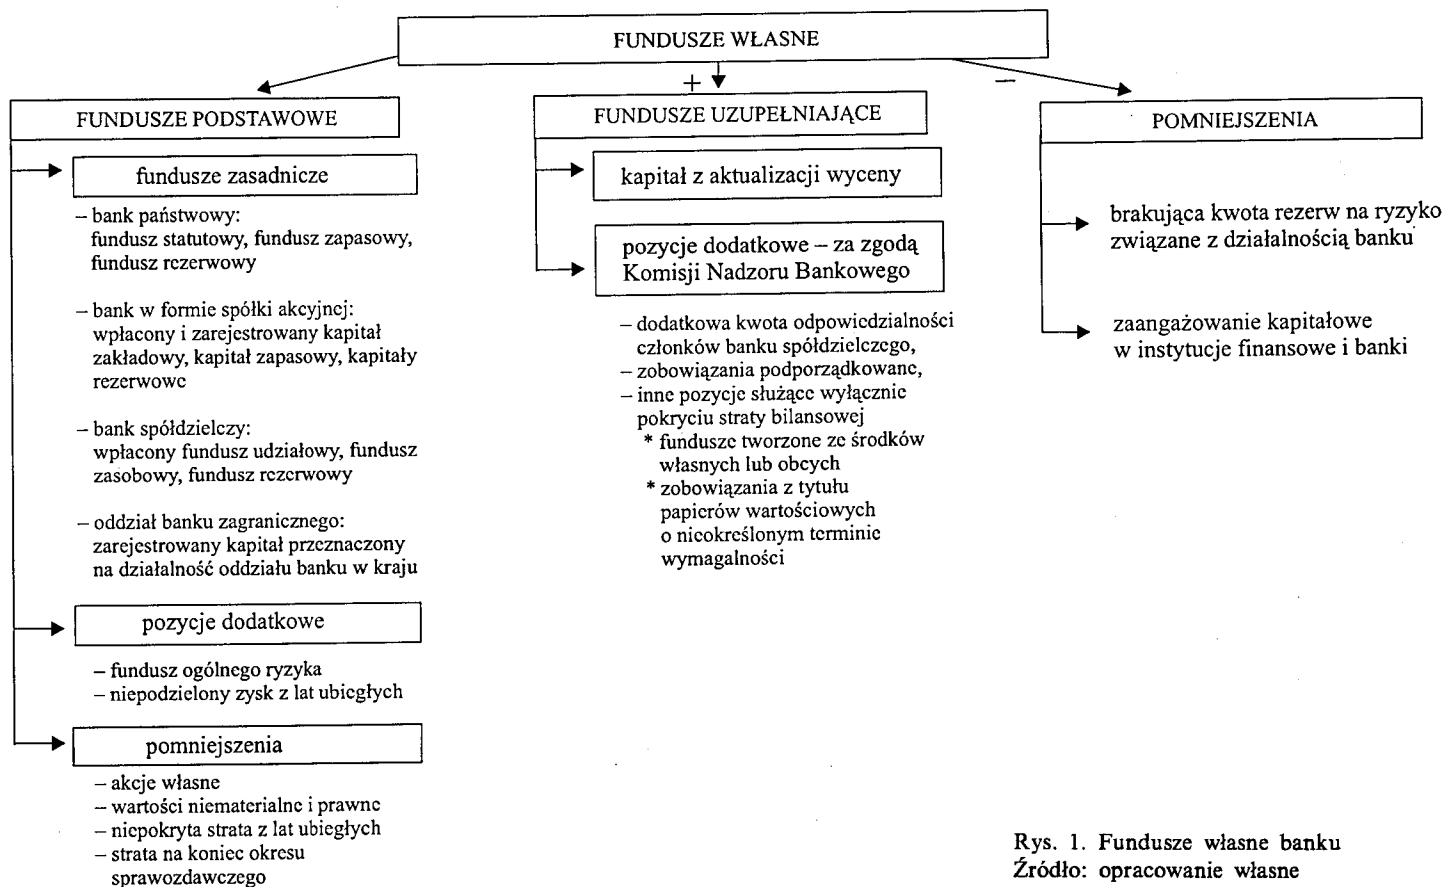 FUNDUSZE WŁASNE
+
–
FUNDUSZE PODSTAWOWE
fundusze zasadnicze
– bank państwowy:
fundusz statutowy, fundusz zapasowy,
fundusz rezerwowy
– bank w formie spółki akcyjnej:
wpłacony i zarejestrowany kapitał
zakładowy, kapitał zapasowy, kapitały
rezerwowe
– bank spółdzielczy:
wpłacony fundusz udziałowy, fundusz
zasobowy, fundusz rezerwowy
– oddział banku zagranicznego:
zarejestrowany kapitał przeznaczony
na działalność oddziału banku w kraju
pozycje dodatkowe
– fundusz ogólnego ryzyka
– niepodzielony zysk z lat ubiegłych
pomniejszenia
– akcje własne
– wartości niematerialne i prawne
– niepokryta strata z lat ubiegłych
– strata na koniec okresu
sprawozdawczego
FUNDUSZE UZUPEŁNIAJĄCE
kapitał z aktualizacji wyceny
pozycje dodatkowe – za zgodą
Komisji Nadzoru Bankowego
– dodatkowa kwota odpowiedzialności
członków banku spółdzielczego,
– zobowiązania podporządkowane,
– inne pozycje służące wyłącznie
pokryciu straty bilansowej
* fundusze tworzone ze środków
własnych lub obcych
* zobowiązania z tytułu
papierów wartościowych
o nieokreślonym terminie
wymagalności
POMNIEJSZENIA
brakująca kwota rezerw na ryzyko
związane z działalnością banku
zaangażowanie kapitałowe
w instytucje finansowe i banki
Rys. 1. Fundusze własne banku
Źródło: opracowanie własne